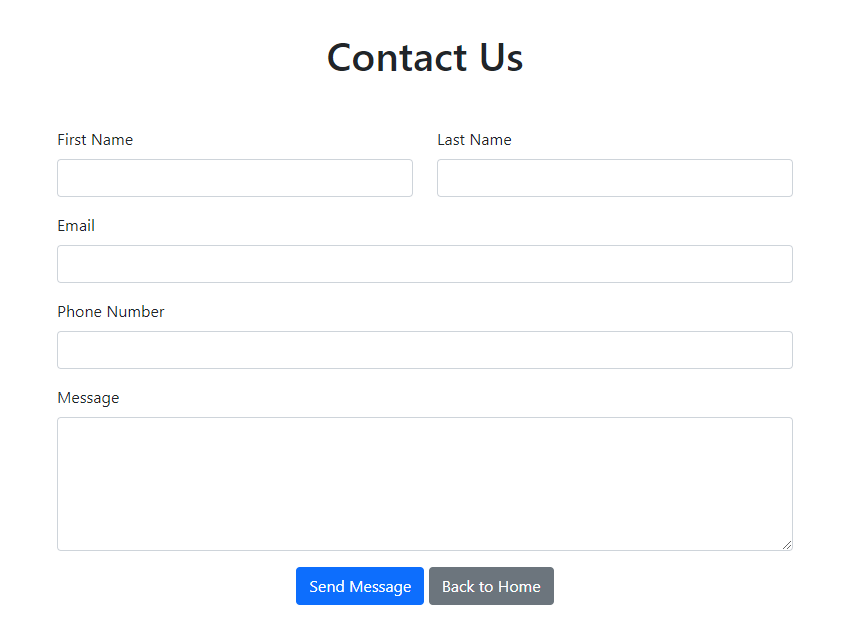 Contact Us
First Name Last Name
Email
Phone Number
Message
Send Message Back to Home